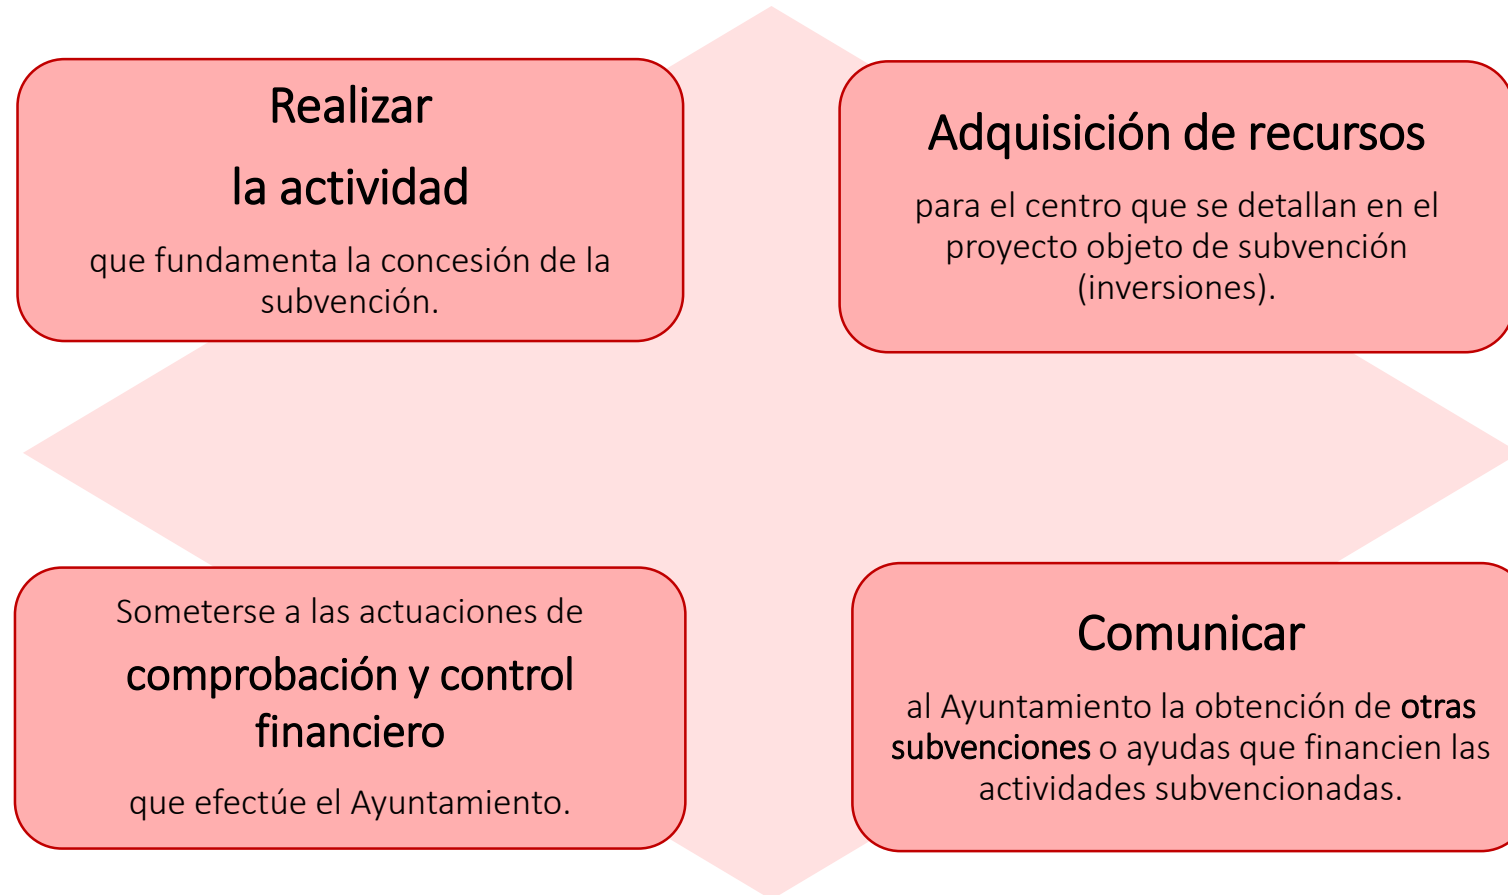 Realizar
la actividad
que fundamenta la concesión de la
subvención.
Adquisición de recursos
para el centro que se detallan en el
proyecto objeto de subvención
(inversiones).
Someterse a las actuaciones de
comprobación y control
financiero
que efectúe el Ayuntamiento.
Comunicar
al Ayuntamiento la obtención de otras
subvenciones o ayudas que financien las
actividades subvencionadas.